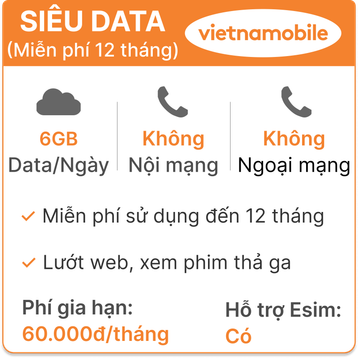 SIÊU DATA
(Miễn phí 12 tháng)
vietnamobile
6GB
Data/Ngày
Không
Nội mạng
Không
Ngoại mạng
Miễn phí sử dụng đến 12 tháng
Lướt web, xem phim thả ga
Phí gia hạn:
60.000đ/tháng
Hỗ trợ Esim:
Có